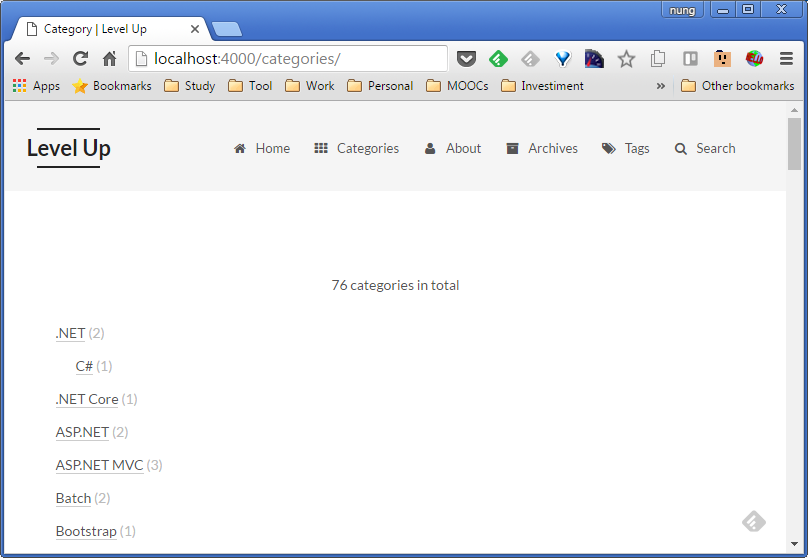 nung
Category | Level Up
localhost:4000/categories/
Apps Bookmarks Study Tool Work Personal MOOCs Investiment » Other bookmarks
Level Up
Home Categories About Archives Tags Search
76 categories in total
.NET (2)
C# (1)
.NET Core (1)
ASP.NET (2)
ASP.NET MVC (3)
Batch (2)
Bootstrap (1)